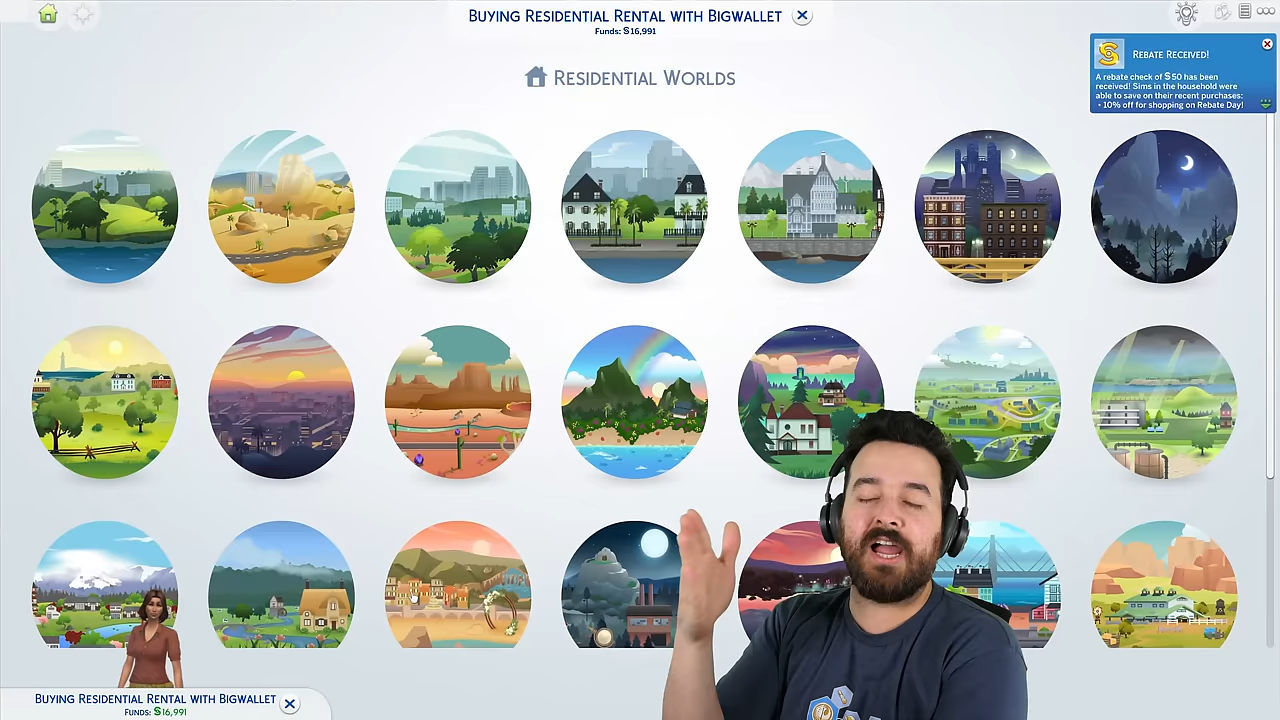 BUYING RESIDENTIAL RENTAL WITH BIGWALLET
Funds: §16,991
RESIDENTIAL WORLDS
REBATE RECEIVED!
A rebate check of §50 has been
received! Sims in the household were
able to save on their recent purchases:
- 10% off for shopping on Rebate Day!
BUYING RESIDENTIAL RENTAL WITH BIGWALLET
FUNDS: §16,991